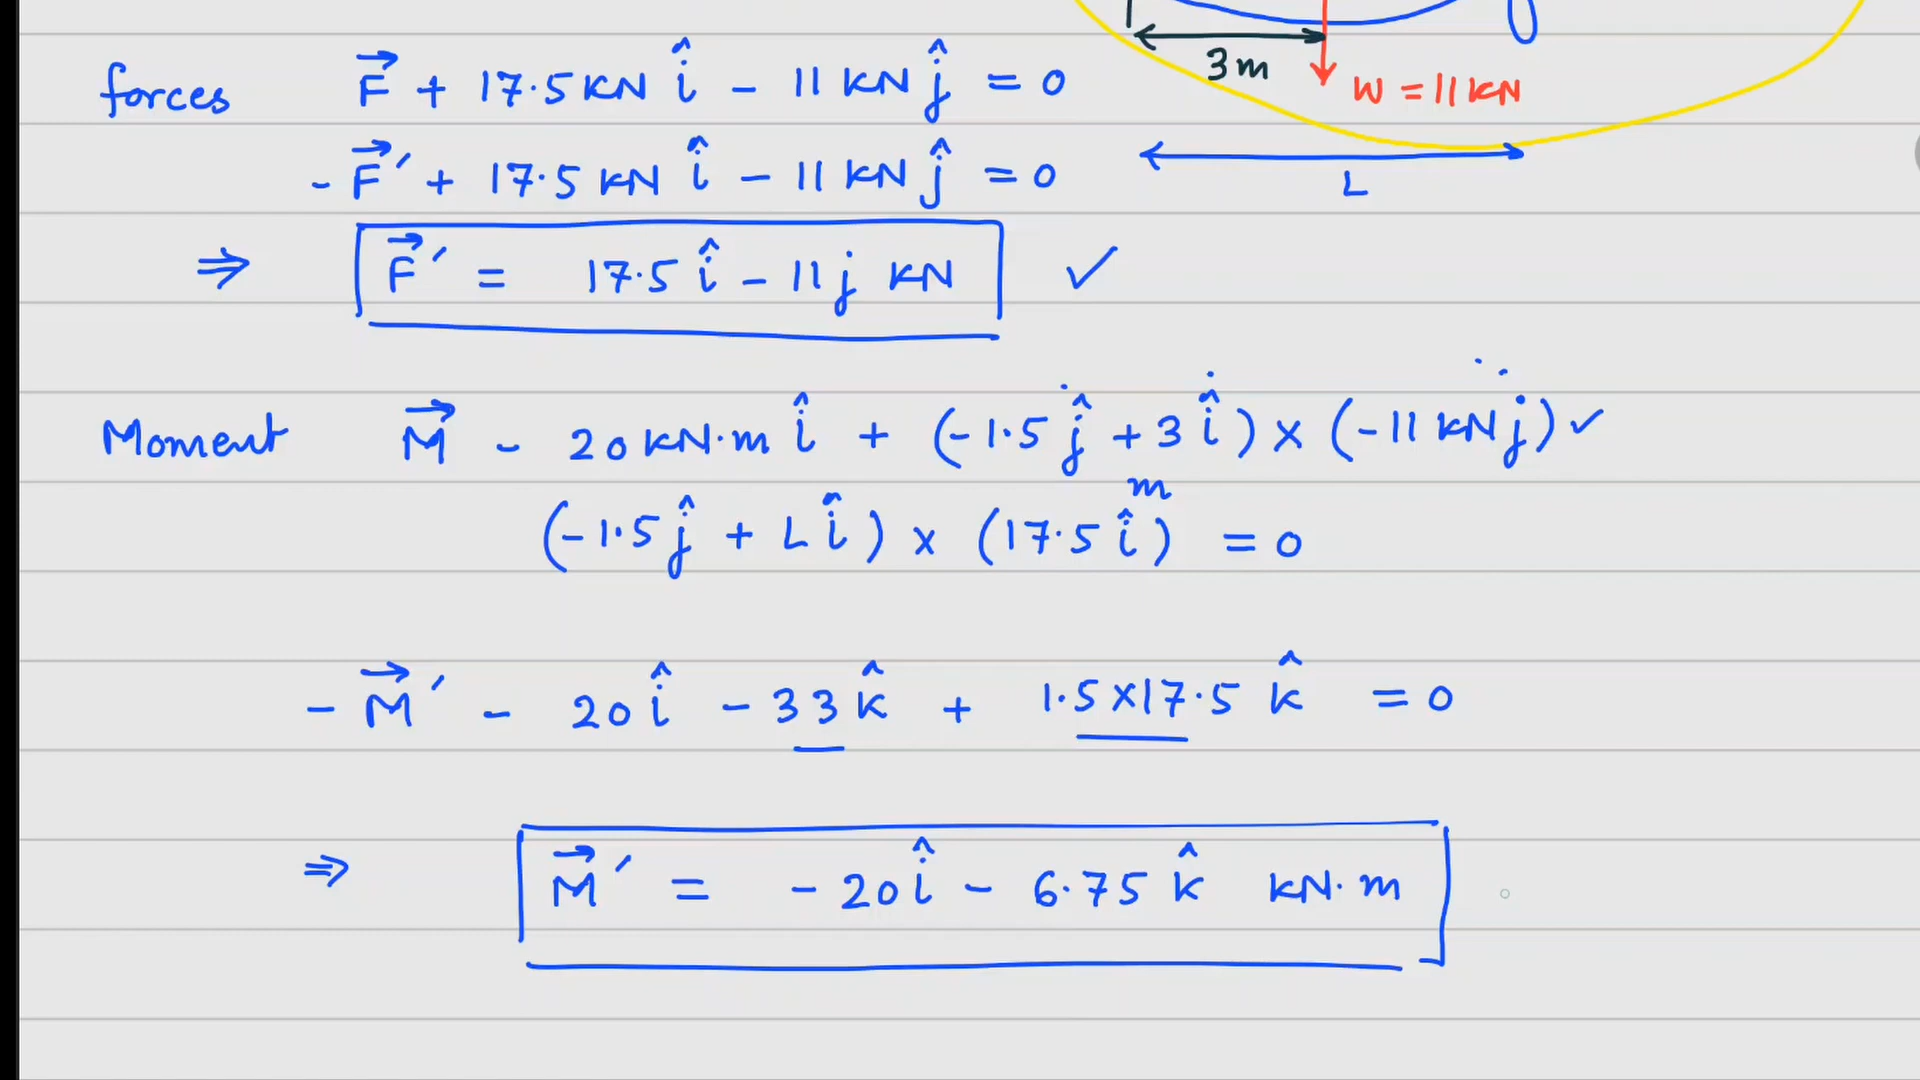 3m
W = 11 KN
forces F⃗ + 17.5 KN î - 11 KN ĵ = 0
- F⃗′ + 17.5 KN î - 11 KN ĵ = 0
L
⇒ F⃗′ = 17.5 î - 11 j KN ✓
Moment M⃗ - 20 KN·m î + (-1.5 ĵ + 3 î) × (-11 KN j) ✓
m
(-1.5 ĵ + L î) × (17.5 î) = 0
- M⃗′ - 20 î - 33 k̂ + 1.5×17.5 k̂ = 0
⇒ M⃗′ = - 20 î - 6.75 k̂ KN·m